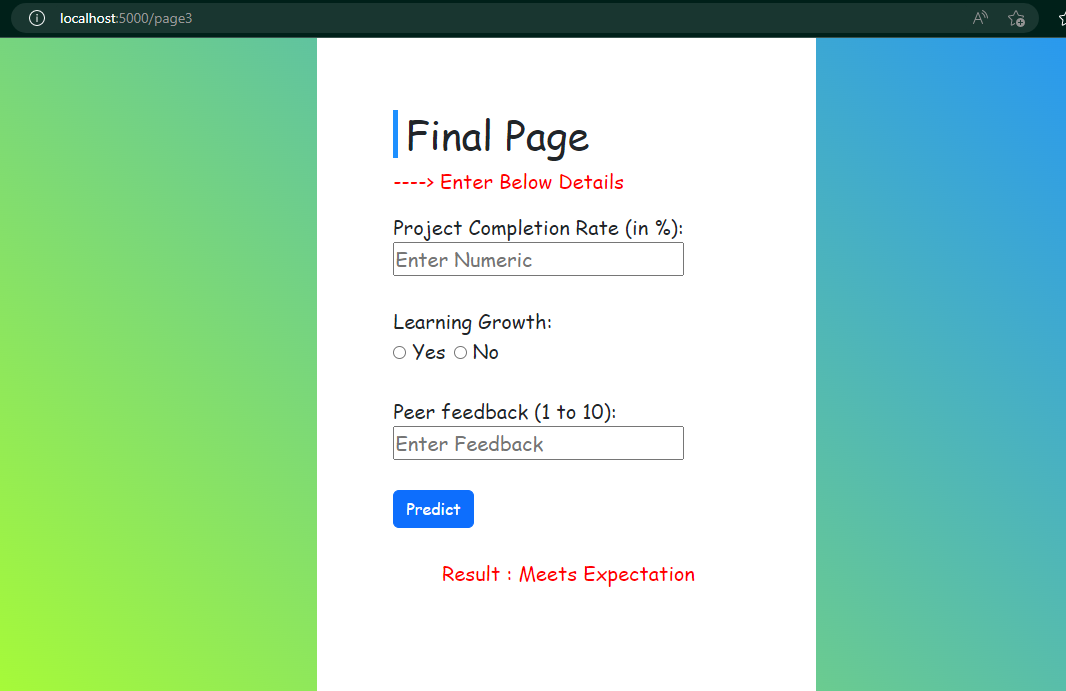 localhost:5000/page3
Final Page
----> Enter Below Details
Project Completion Rate (in %):
Enter Numeric
Learning Growth:
Yes No
Peer feedback (1 to 10):
Enter Feedback
Predict
Result : Meets Expectation